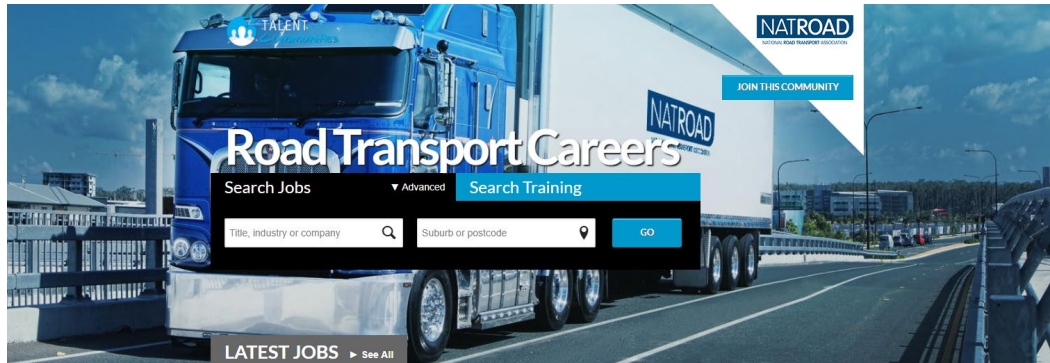 TALENT
Communities
NATROAD
NATIONAL ROAD TRANSPORT ASSOCIATION
JOIN THIS COMMUNITY
NATROAD
Road Transport Careers
Search Jobs
▼ Advanced
Search Training
Title, industry or company
Suburb or postcode
GO
LATEST JOBS ► See All